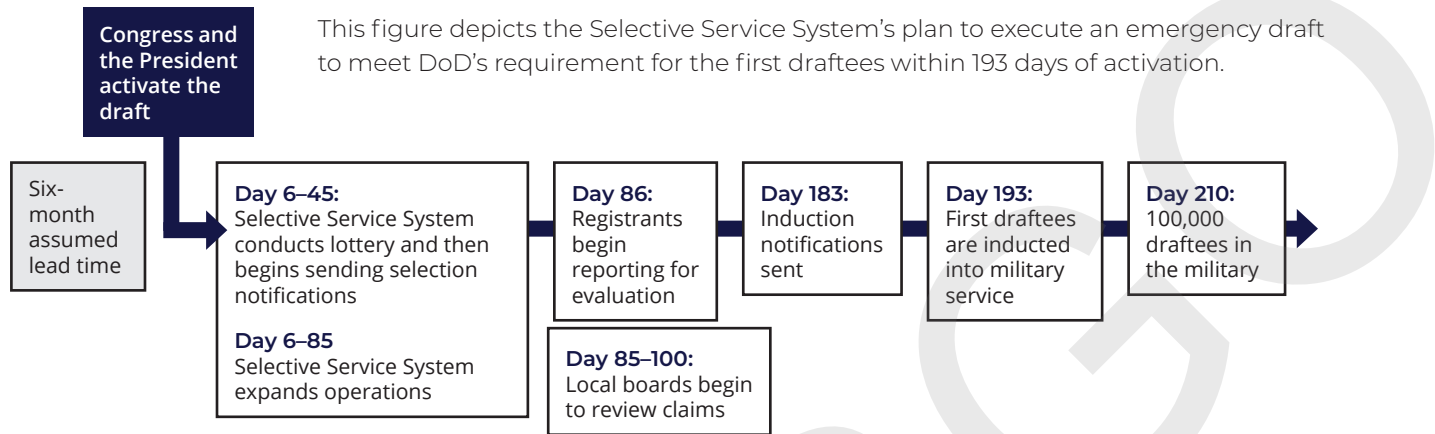 Congress and
the President
activate the
draft
This figure depicts the Selective Service System’s plan to execute an emergency draft
to meet DoD’s requirement for the first draftees within 193 days of activation.
Six-
month
assumed
lead time
Day 6–45:
Selective Service System
conducts lottery and then
begins sending selection
notifications
Day 6–85
Selective Service System
expands operations
Day 86:
Registrants
begin
reporting for
evaluation
Day 85–100:
Local boards begin
to review claims
Day 183:
Induction
notifications
sent
Day 193:
First draftees
are inducted
into military
service
Day 210:
100,000
draftees in
the military